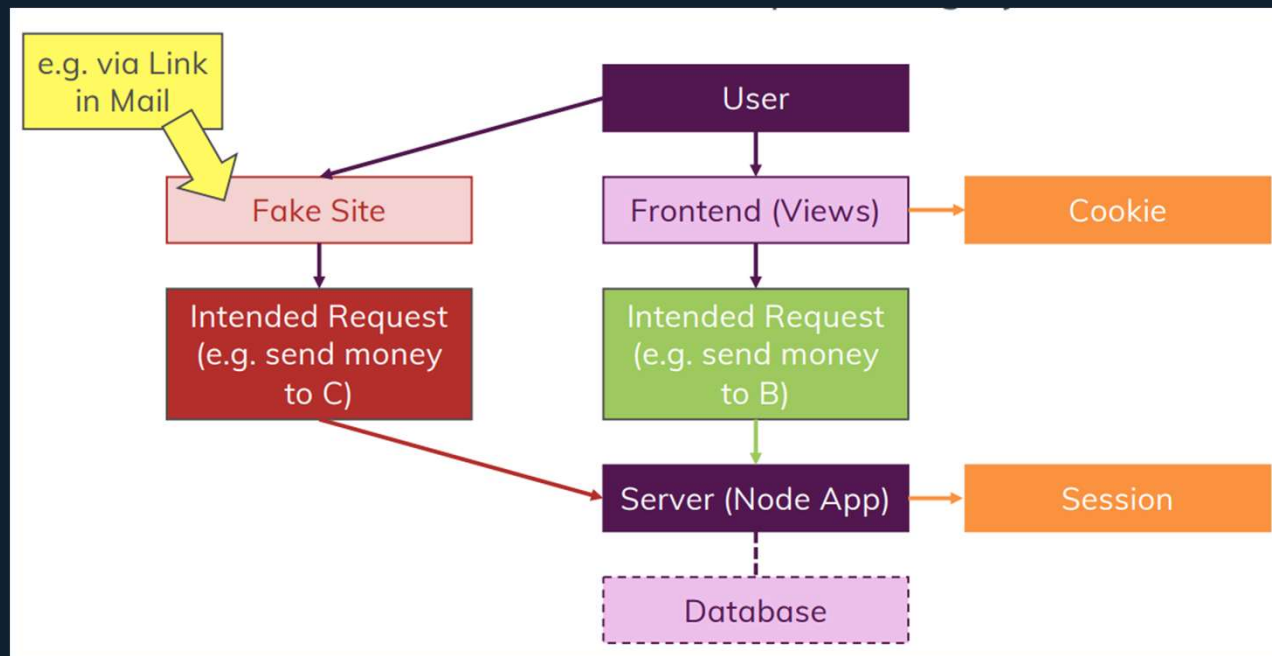 e.g. via Link
in Mail
User
Fake Site
Frontend (Views)
Cookie
Intended Request
(e.g. send money
to C)
Intended Request
(e.g. send money
to B)
Server (Node App)
Session
Database